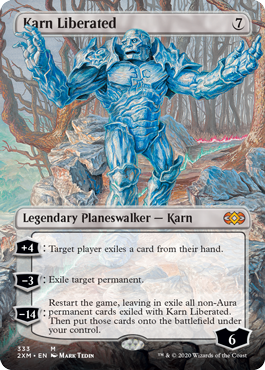 Karn Liberated 7
Legendary Planeswalker — Karn
+4 : Target player exiles a card from their hand.
−3 : Exile target permanent.
Restart the game, leaving in exile all non-Aura
−14 : permanent cards exiled with Karn Liberated.
Then put those cards onto the battlefield under
your control.
6
333 M
2XM • EN Mark Tedin
™ & © 2020 Wizards of the Coast